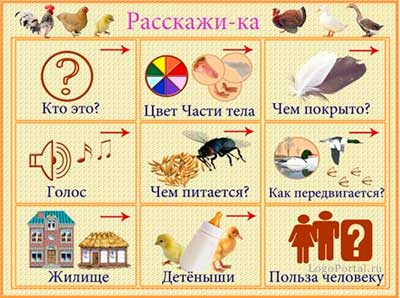 Расскажи-ка
?
Кто это?
Цвет Части тела
Чем покрыто?
Голос
Чем питается?
Как передвигается?
Жилище
Детёныши
?
Польза человеку
LogoPortal.ru